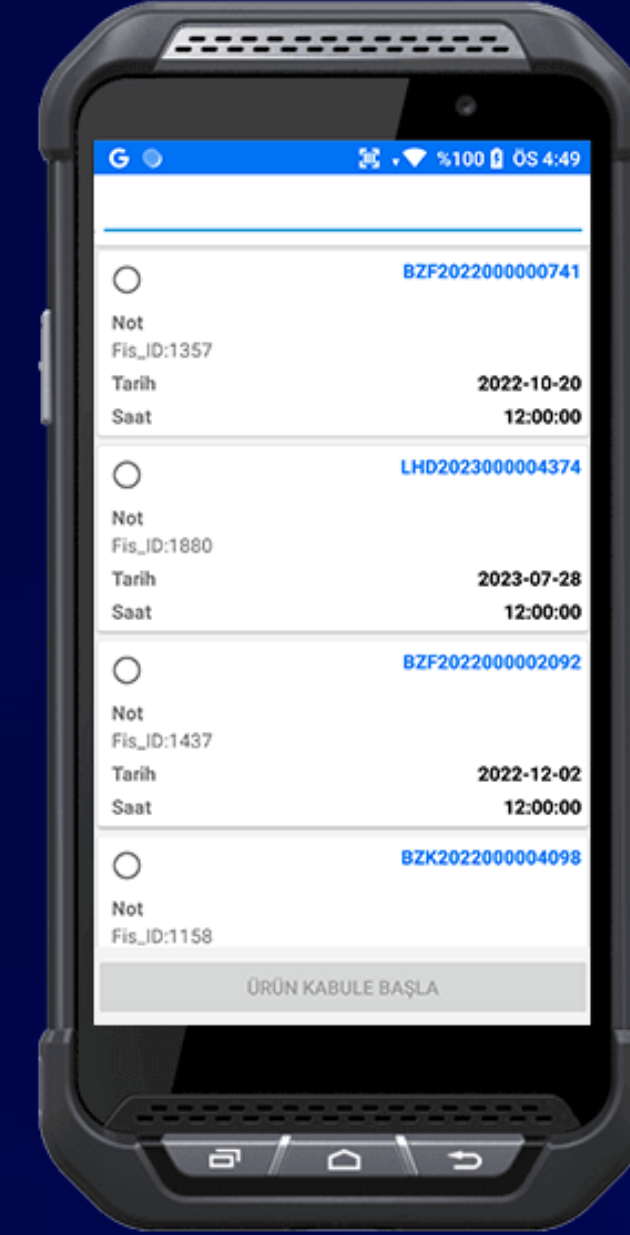 G %100 ÖS 4:49
BZF2022000000741
Not
Fis_ID:1357
Tarih 2022-10-20
Saat 12:00:00
LHD2023000004374
Not
Fis_ID:1880
Tarih 2023-07-28
Saat 12:00:00
BZF2022000002092
Not
Fis_ID:1437
Tarih 2022-12-02
Saat 12:00:00
BZK2022000004098
Not
Fis_ID:1158
ÜRÜN KABULE BAŞLA